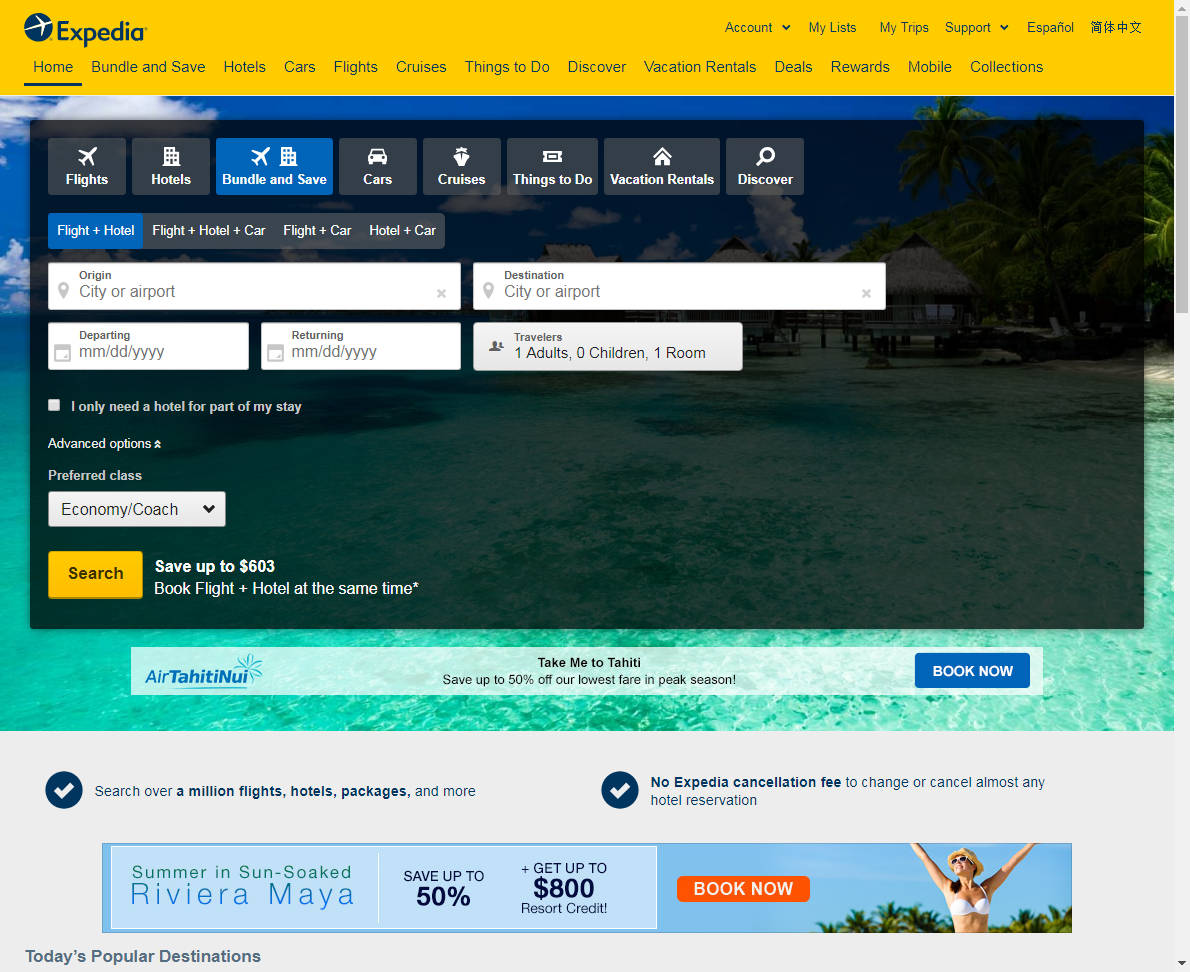 Expedia
Account My Lists My Trips Support Español 简体中文
Home Bundle and Save Hotels Cars Flights Cruises Things to Do Discover Vacation Rentals Deals Rewards Mobile Collections
Flights Hotels Bundle and Save Cars Cruises Things to Do Vacation Rentals Discover
Flight + Hotel Flight + Hotel + Car Flight + Car Hotel + Car
Origin Destination
City or airport City or airport
Departing Returning Travelers
mm/dd/yyyy mm/dd/yyyy 1 Adults, 0 Children, 1 Room
I only need a hotel for part of my stay
Advanced options
Preferred class
Economy/Coach
Search Save up to $603
Book Flight + Hotel at the same time*
AirTahitiNui Take Me to Tahiti BOOK NOW
Save up to 50% off our lowest fare in peak season!
Search over a million flights, hotels, packages, and more
No Expedia cancellation fee to change or cancel almost any
hotel reservation
Summer in Sun-Soaked
Riviera Maya
SAVE UP TO
50%
+ GET UP TO
$800
Resort Credit!
BOOK NOW
Today’s Popular Destinations